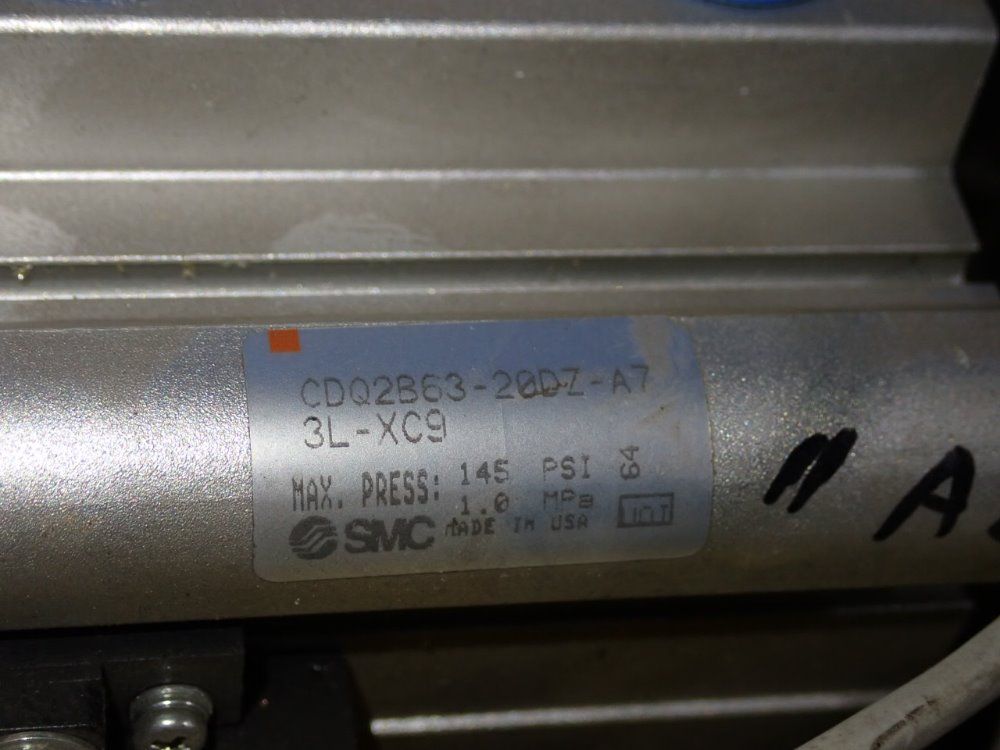 CDQ2B63-20DZ-A7
3L-XC9
MAX. PRESS: 145 PSI
1.0 MPa
64
SMC MADE IN USA
" A